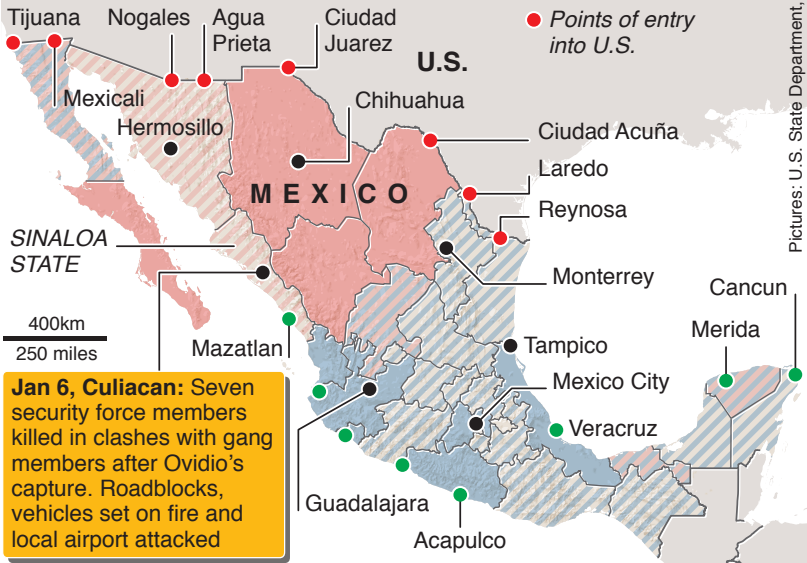 Tijuana
Nogales
Agua
Prieta
Ciudad
Juarez
Points of entry
into U.S.
U.S.
Mexicali
Hermosillo
Chihuahua
Ciudad Acuña
Laredo
MEXICO
Reynosa
SINALOA
STATE
Monterrey
Cancun
400km
250 miles
Mazatlan
Tampico
Merida
Mexico City
Jan 6, Culiacan: Seven
security force members
killed in clashes with gang
members after Ovidio’s
capture. Roadblocks,
vehicles set on fire and
local airport attacked
Veracruz
Guadalajara
Acapulco
Pictures: U.S. State Department,